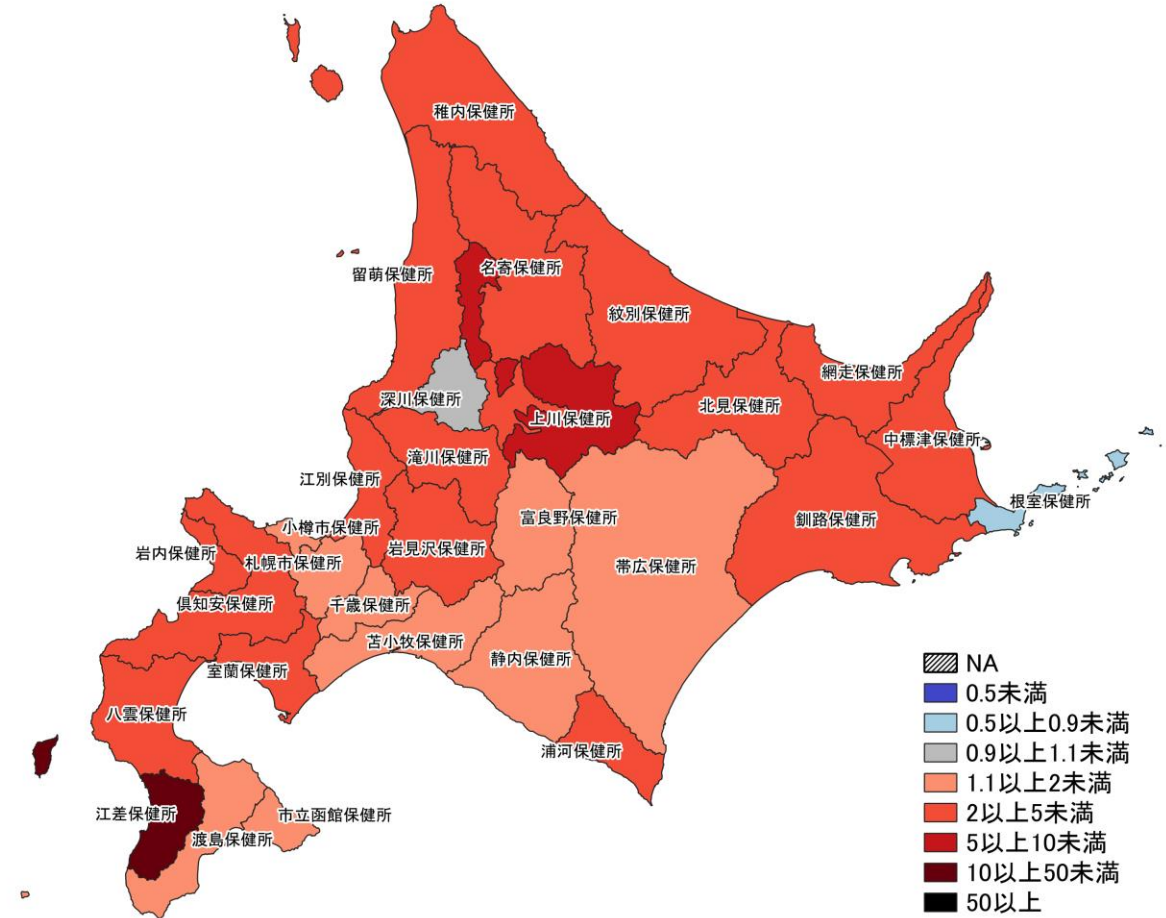 稚内保健所
名寄保健所
留萌保健所
紋別保健所
網走保健所
深川保健所
北見保健所
上川保健所
中標津保健所
滝川保健所
江別保健所
根室保健所
富良野保健所
釧路保健所
小樽市保健所
岩見沢保健所
岩内保健所
札幌市保健所
帯広保健所
倶知安保健所
千歳保健所
苫小牧保健所
静内保健所
室蘭保健所
八雲保健所
浦河保健所
江差保健所
市立函館保健所
渡島保健所
NA
0.5未満
0.5以上0.9未満
0.9以上1.1未満
1.1以上2未満
2以上5未満
5以上10未満
10以上50未満
50以上